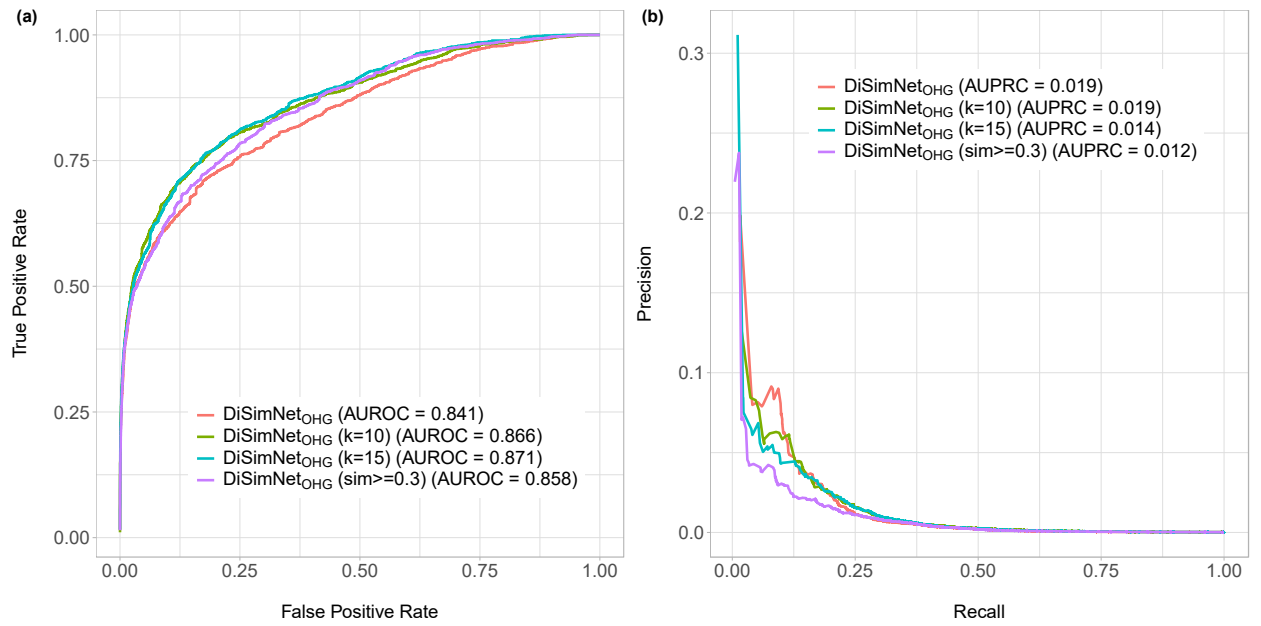 (a)
1.00
0.75
0.50
0.25
0.00
True Positive Rate
DiSimNetOHG (AUROC = 0.841)
DiSimNetOHG (k=10) (AUROC = 0.866)
DiSimNetOHG (k=15) (AUROC = 0.871)
DiSimNetOHG (sim>=0.3) (AUROC = 0.858)
0.00 0.25 0.50 0.75 1.00
False Positive Rate
(b)
0.3
0.2
0.1
0.0
Precision
DiSimNetOHG (AUPRC = 0.019)
DiSimNetOHG (k=10) (AUPRC = 0.019)
DiSimNetOHG (k=15) (AUPRC = 0.014)
DiSimNetOHG (sim>=0.3) (AUPRC = 0.012)
0.00 0.25 0.50 0.75 1.00
Recall